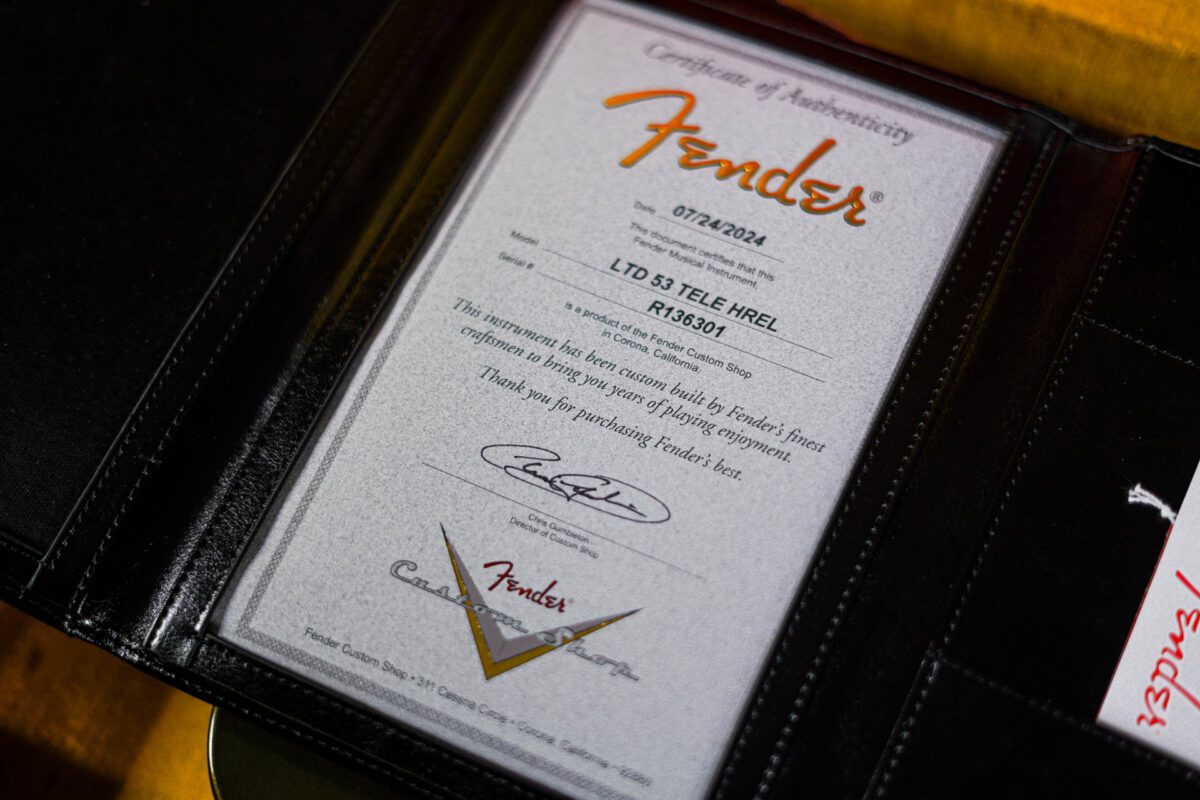 Certificate of Authenticity
Fender®
Date 07/24/2024
This document certifies that this
Fender Musical Instrument,
Model LTD 53 TELE HREL
Serial # R136301
is a product of the Fender Custom Shop
in Corona, California.
This instrument has been custom built by Fender's finest
craftsmen to bring you years of playing enjoyment.
Thank you for purchasing Fender's best.
Chris Gumbleton
Director of Custom Shop
Fender
Custom Shop
Fender Custom Shop • 311 Cessna Circle • Corona, California •
Fender